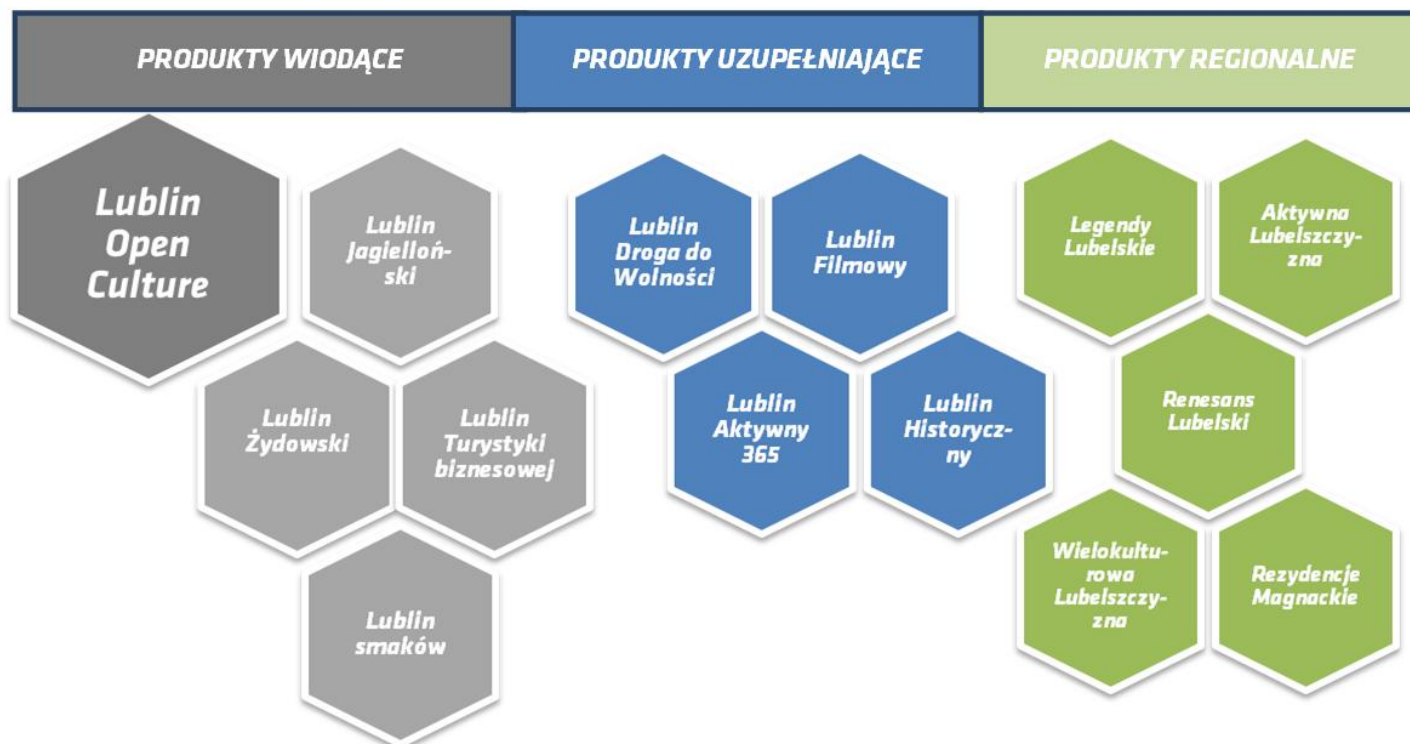 PRODUKTY WIODĄCE
PRODUKTY UZUPEŁNIAJĄCE
PRODUKTY REGIONALNE
Lublin
Open
Culture
Lublin
Jagielloń-
ski
Lublin
Żydowski
Lublin
Turystyki
biznesowej
Lublin
smaków
Lublin
Droga do
Wolności
Lublin
Filmowy
Lublin
Aktywny
365
Lublin
Historycz-
ny
Legendy
Lubelskie
Aktywna
Lubelszczy-
zna
Renesans
Lubelski
Wielokultu-
rowa
Lubelszczy-
zna
Rezydencje
Magnackie